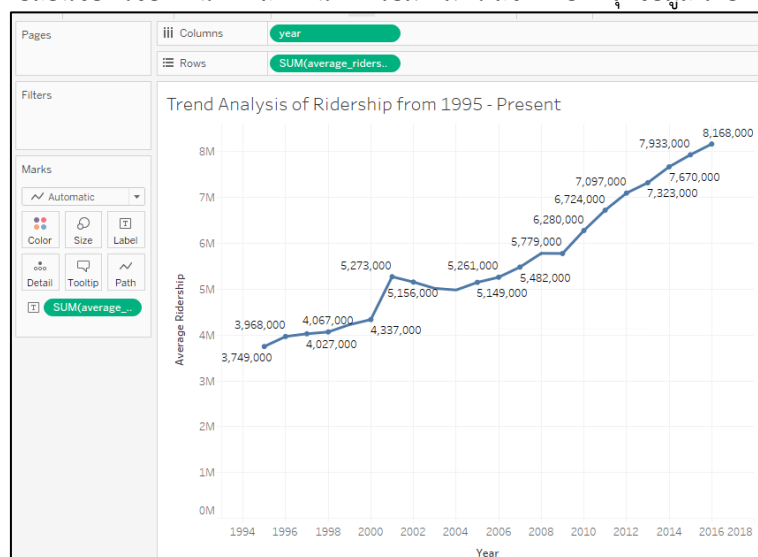 Pages
Columns
year
Rows
SUM(average_riders..
Filters
Marks
Automatic
Color
Size
Label
Detail
Tooltip
Path
SUM(average_..
Trend Analysis of Ridership from 1995 - Present
8M
7M
6M
5M
4M
3M
2M
1M
0M
Average Ridership
3,749,000
3,968,000
4,027,000
4,067,000
4,337,000
5,273,000
5,156,000
5,149,000
5,261,000
5,482,000
5,779,000
6,280,000
6,724,000
7,097,000
7,323,000
7,670,000
7,933,000
8,168,000
1994 1996 1998 2000 2002 2004 2006 2008 2010 2012 2014 2016 2018
Year